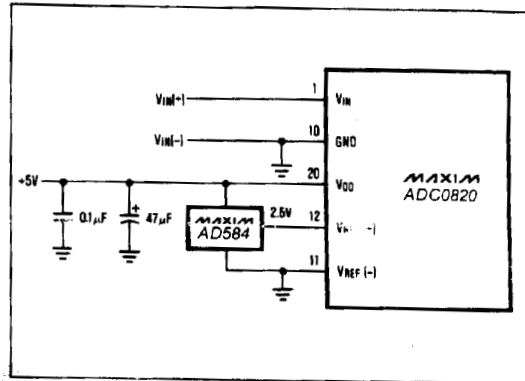 1
VIN(+)
VIN
10
VIN(-)
GND
20
+5V
VDD
MAXIM
ADC0820
0.1µF
+
47µF
MAXIM
AD584
2.5V
12
11
VREF (-)